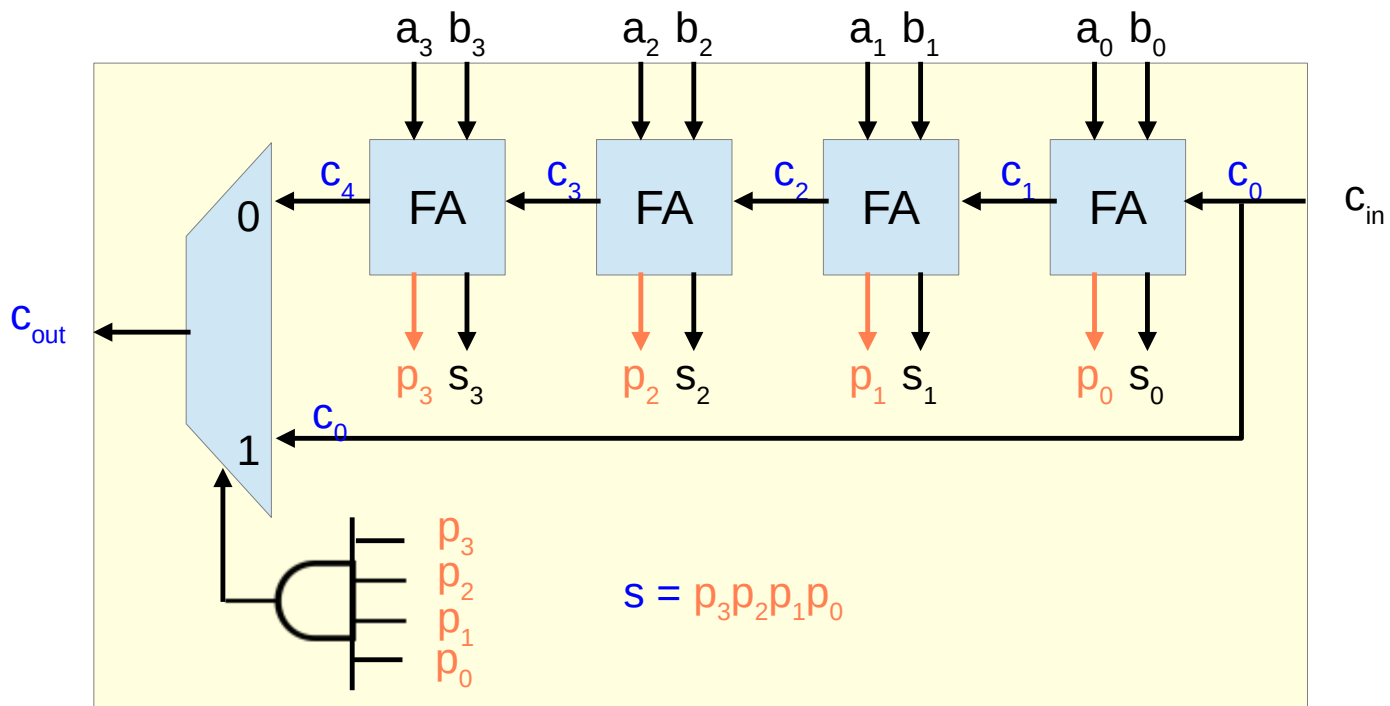 a₃ b₃ a₂ b₂ a₁ b₁ a₀ b₀
c₄ FA c₃ FA c₂ FA c₁ FA c₀ cᵢₙ
0
c_out
p₃ s₃ p₂ s₂ p₁ s₁ p₀ s₀
c₀
1
p₃
p₂
s = p₃p₂p₁p₀
p₁
p₀